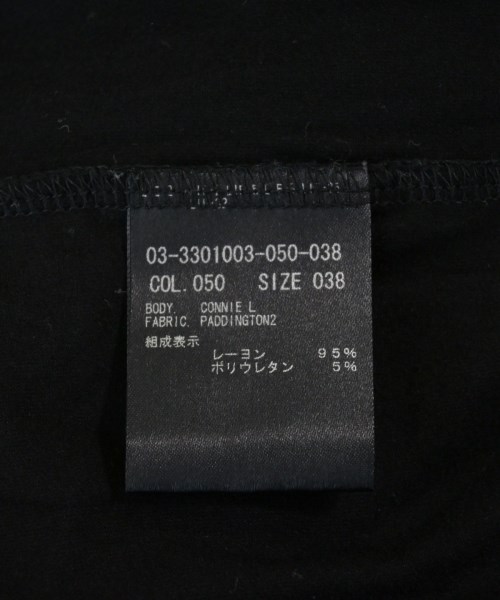 03-3301003-050-038
COL.050 SIZE 038
BODY. CONNIE L
FABRIC. PADDINGTON2
組成表示
レーヨン 95%
ポリウレタン 5%